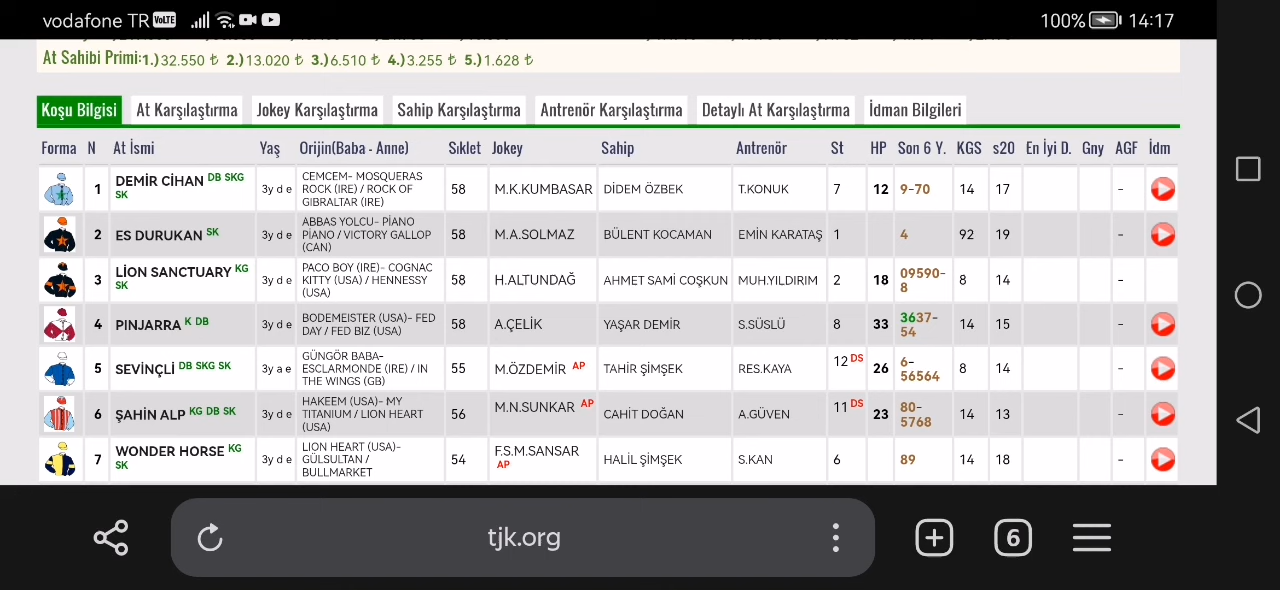 vodafone TR VoLTE 100% 14:17
At Sahibi Primi:1.)32.550 ₺ 2.)13.020 ₺ 3.)6.510 ₺ 4.)3.255 ₺ 5.)1.628 ₺
Koşu Bilgisi At Karşılaştırma Jokey Karşılaştırma Sahip Karşılaştırma Antrenör Karşılaştırma Detaylı At Karşılaştırma İdman Bilgileri
Forma N At İsmi Yaş Orijin(Baba - Anne) Sıklet Jokey Sahip Antrenör St HP Son 6 Y. KGS s20 En İyi D. Gny AGF İdm
1 DEMİR CİHAN DB SKG
SK
3y d e
CEMCEM- MOSQUERAS
ROCK (IRE) / ROCK OF
GIBRALTAR (IRE)
58 M.K.KUMBASAR DİDEM ÖZBEK T.KONUK 7 12 9-70 14 17 -
2 ES DURUKAN SK 3y d e
ABBAS YOLCU- PİANO
PİANO / VICTORY GALLOP
(CAN)
58 M.A.SOLMAZ BÜLENT KOCAMAN EMİN KARATAŞ 1 4 92 19 -
3 LİON SANCTUARY KG
SK
3y d e
PACO BOY (IRE)- COGNAC
KITTY (USA) / HENNESSY
(USA)
58 H.ALTUNDAĞ AHMET SAMİ COŞKUN MUH.YILDIRIM 2 18
09590-
8
8 14 -
4 PINJARRA K DB 3y d e
BODEMEISTER (USA)- FED
DAY / FED BIZ (USA)
58 A.ÇELİK YAŞAR DEMİR S.SÜSLÜ 8 33
3637-
54
14 15 -
5 SEVİNÇLİ DB SKG SK 3y a e
GÜNGÖR BABA-
ESCLARMONDE (IRE) / IN
THE WINGS (GB)
55 M.ÖZDEMİR AP TAHİR ŞİMŞEK RES.KAYA 12 DS 26
6-
56564
8 14 -
6 ŞAHİN ALP KG DB SK 3y d e
HAKEEM (USA)- MY
TITANIUM / LION HEART
(USA)
56 M.N.SUNKAR AP CAHİT DOĞAN A.GÜVEN 11 DS 23
80-
5768
14 13 -
7 WONDER HORSE KG
SK
3y d e
LION HEART (USA)-
GÜLSULTAN /
BULLMARKET
54 F.S.M.SANSAR
AP
HALİL ŞİMŞEK S.KAN 6 89 14 18 -
tjk.org 6